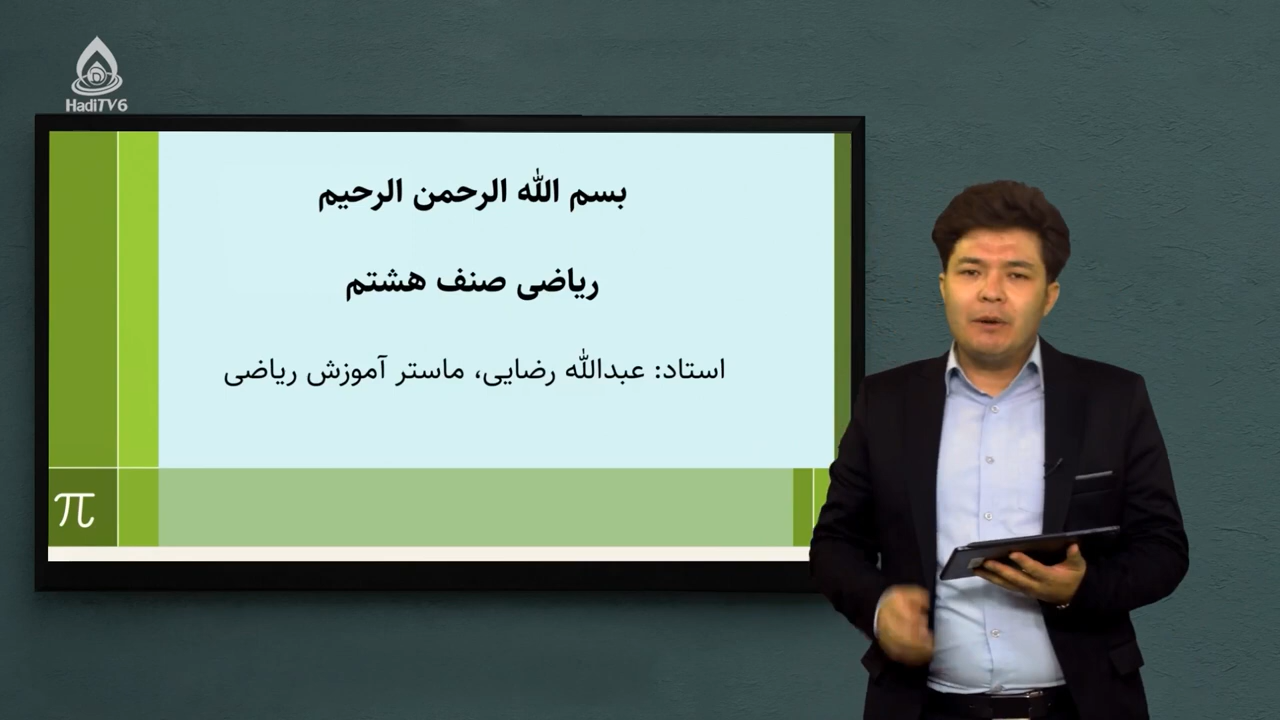 HadiTV6
بسم الله الرحمن الرحیم
ریاضی صنف هشتم
استاد: عبدالله رضایی، ماستر آموزش ریاضی
π